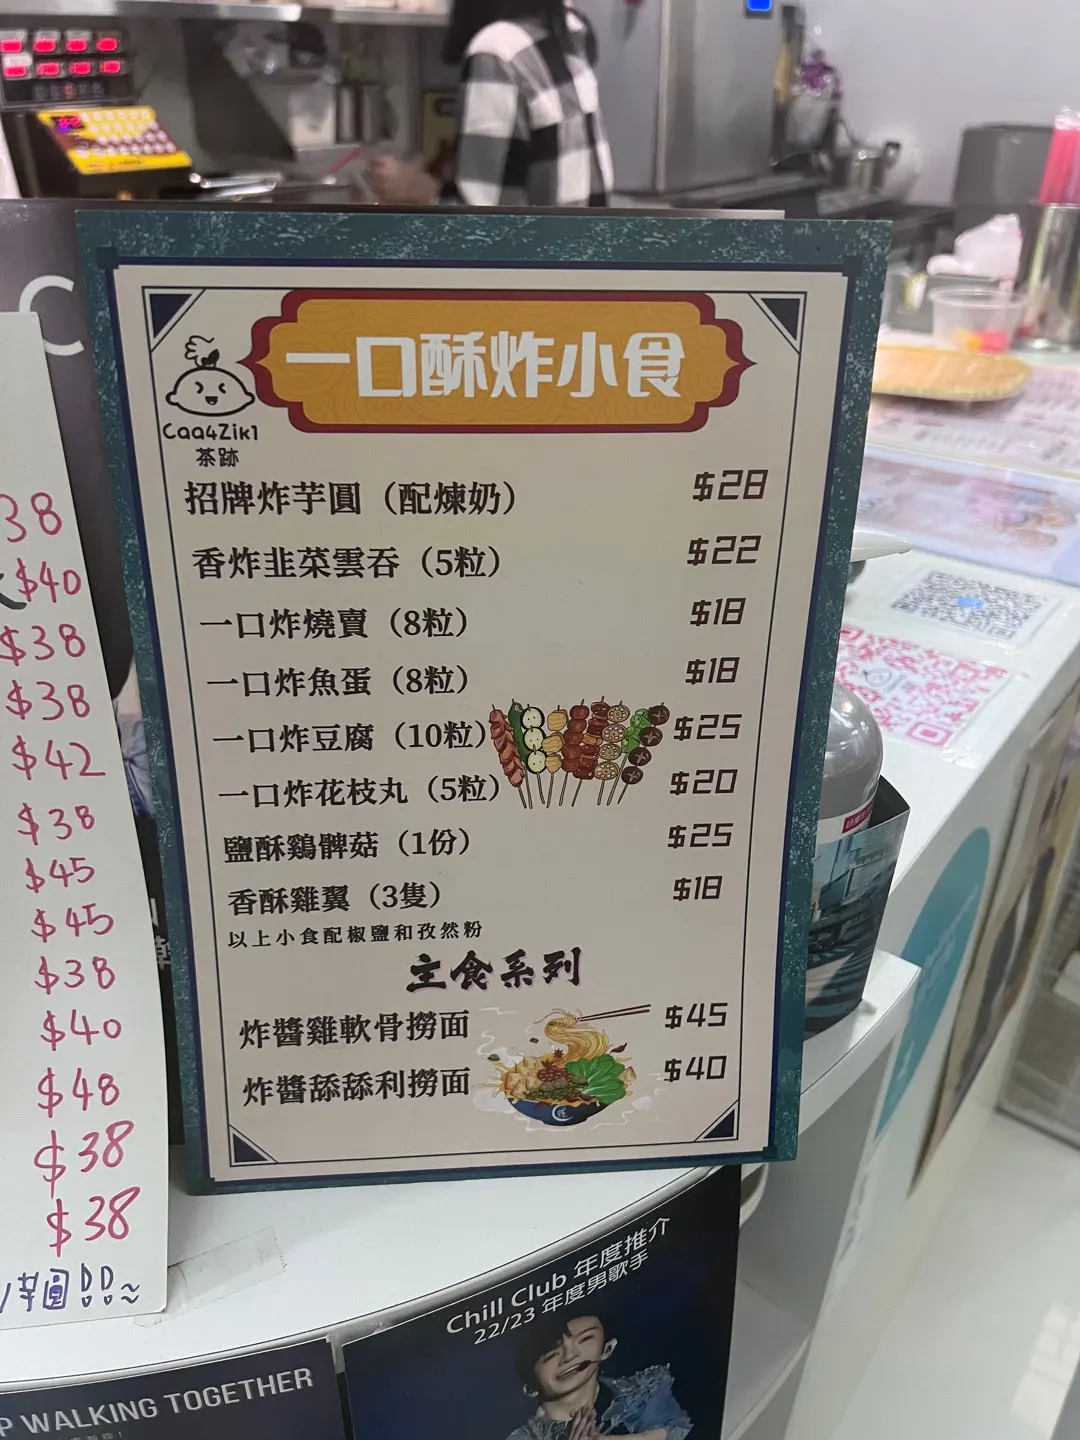 一口酥炸小食
Caa4Zik1
茶跡
招牌炸芋圓（配煉奶） $28
香炸韭菜雲吞（5粒） $22
一口炸燒賣（8粒） $18
一口炸魚蛋（8粒） $18
一口炸豆腐（10粒） $25
一口炸花枝丸（5粒） $20
鹽酥鷄髀菇（1份） $25
香酥雞翼（3隻） $18
以上小食配椒鹽和孜然粉
主食系列
炸醬雞軟骨撈面 $45
炸醬舔舔利撈面 $40
38
$40
$38
$38
$42
$38
$45
$45
$38
$40
$48
$38
$38
芋圓!!~
Chill Club 年度推介
22/23 年度男歌手
P WALKING TOGETHER